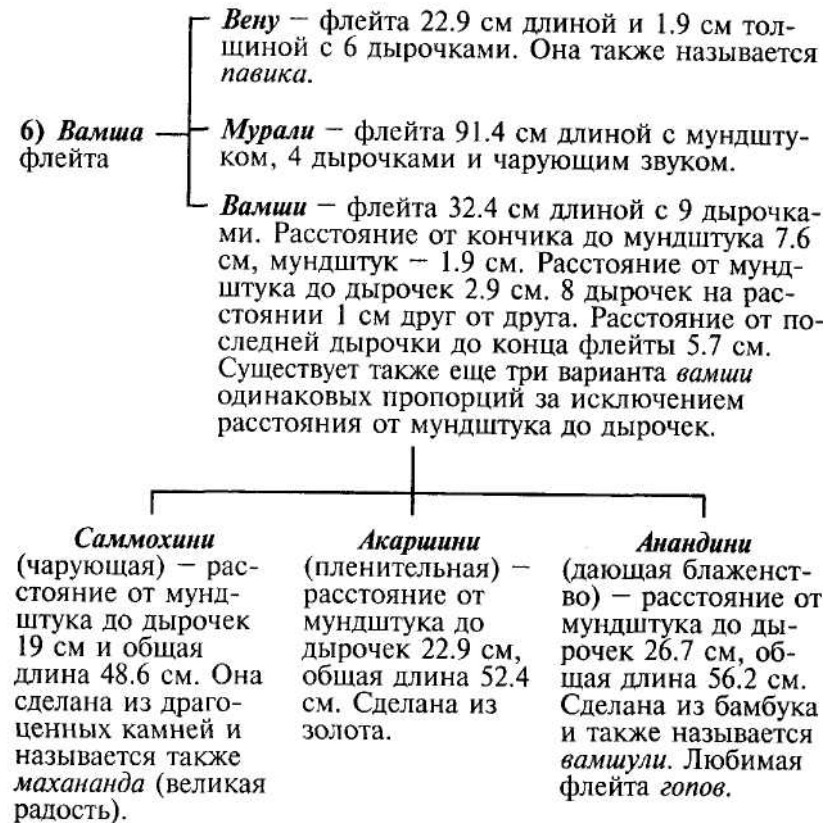 Вену − флейта 22.9 см длиной и 1.9 см тол-
щиной с 6 дырочками. Она также называется
павика.
6) Вамша
флейта
Мурали − флейта 91.4 см длиной с мундшту-
ком, 4 дырочками и чарующим звуком.
Вамши − флейта 32.4 см длиной с 9 дырочка-
ми. Расстояние от кончика до мундштука 7.6
см, мундштук − 1.9 см. Расстояние от мунд-
штука до дырочек 2.9 см. 8 дырочек на рас-
стоянии 1 см друг от друга. Расстояние от по-
следней дырочки до конца флейты 5.7 см.
Существует также еще три варианта вамши
одинаковых пропорций за исключением
расстояния от мундштука до дырочек.
Саммохини
(чарующая) − рас-
стояние от мунд-
штука до дырочек
19 см и общая
длина 48.6 см. Она
сделана из драго-
ценных камней и
называется также
махананда (великая
радость).
Акаршини
(пленительная) −
расстояние от
мундштука до
дырочек 22.9 см,
общая длина 52.4
см. Сделана из
золота.
Анандини
(дающая блаженст-
во) − расстояние от
мундштука до ды-
рочек 26.7 см, об-
щая длина 56.2 см.
Сделана из бамбука
и также называется
вамшули. Любимая
флейта гопов.